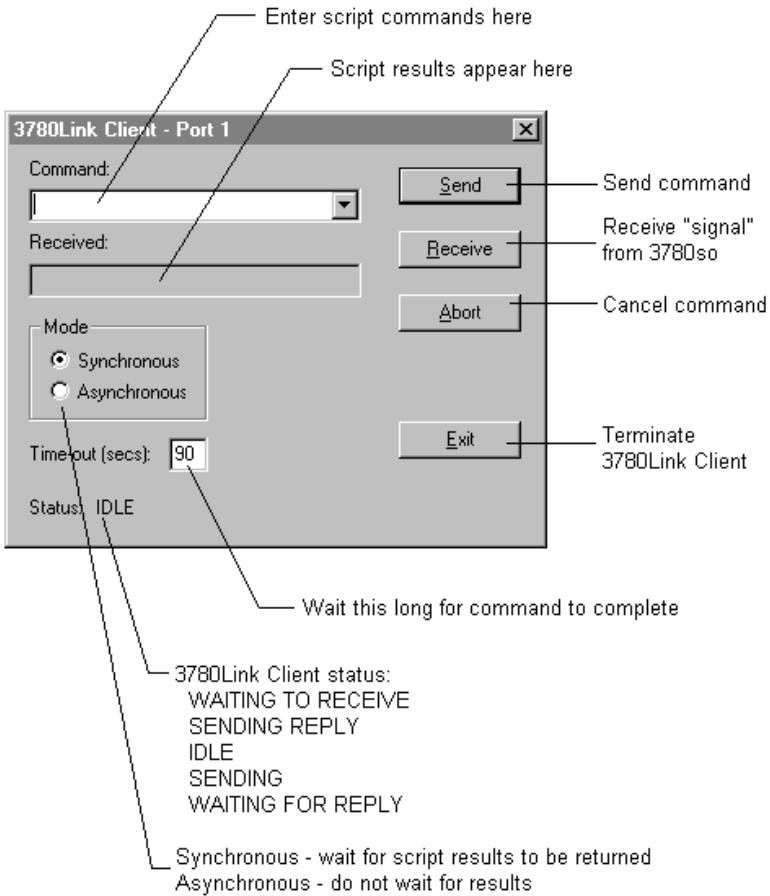 Enter script commands here
Script results appear here
3780Link Client - Port 1
Command:
Send
Send command
Received:
Receive
Receive "signal"
from 3780so
Abort
Cancel command
Mode
Synchronous
Asynchronous
Time-out (secs): 90
Exit
Terminate
3780Link Client
Status: IDLE
Wait this long for command to complete
3780Link Client status:
WAITING TO RECEIVE
SENDING REPLY
IDLE
SENDING
WAITING FOR REPLY
Synchronous - wait for script results to be returned
Asynchronous - do not wait for results